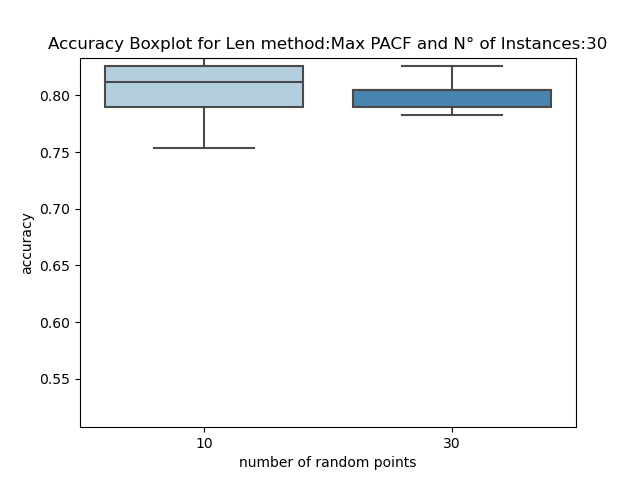 Accuracy Boxplot for Len method:Max PACF and N° of Instances:30
accuracy
0.80
0.75
0.70
0.65
0.60
0.55
10
30
number of random points